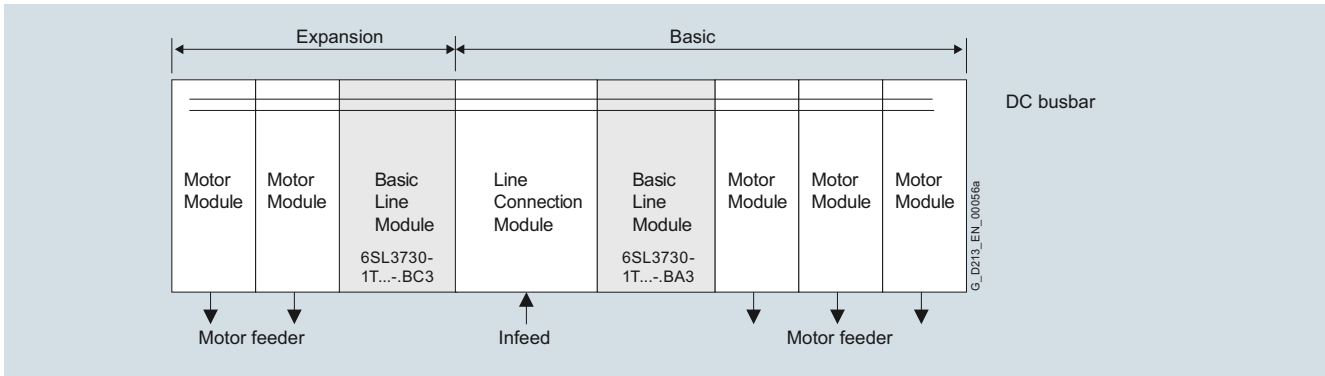 Expansion
Basic
DC busbar
Motor
Module
Motor
Module
Basic
Line
Module
6SL3730-
1T...-.BC3
Line
Connection
Module
Basic
Line
Module
6SL3730-
1T...-.BA3
Motor
Module
Motor
Module
Motor
Module
G_D213_EN_00056a
Motor feeder
Infeed
Motor feeder